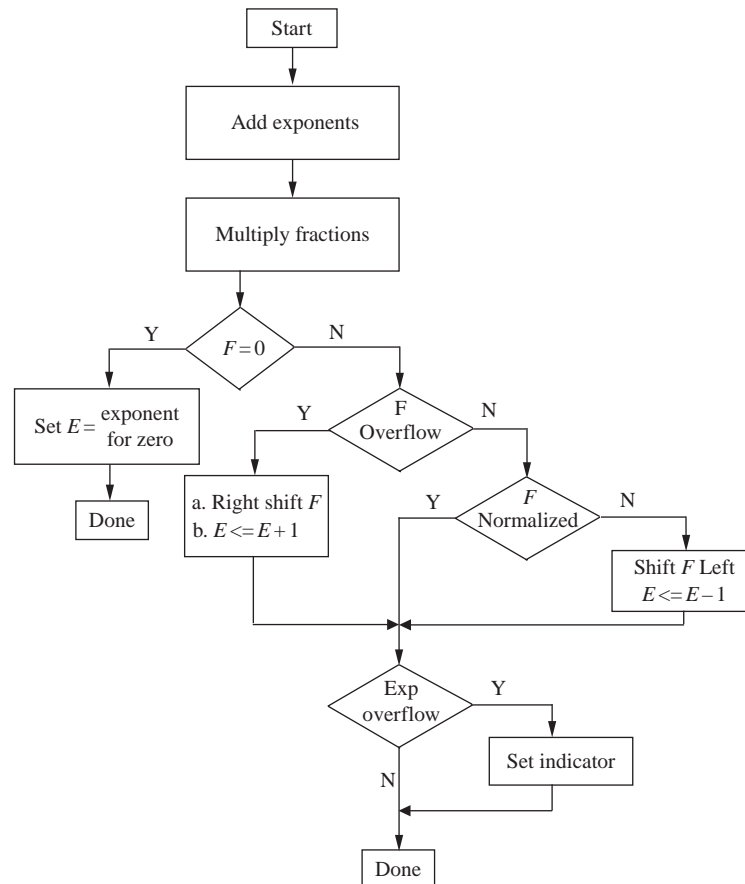 Start
Add exponents
Multiply fractions
Y
N
F=0
Set E= exponent
for zero
Y
F
Overflow
N
Done
a. Right shift F
b. E<=E+1
Y
F
Normalized
N
Shift F Left
E<=E–1
Exp
overflow
Y
N
Set indicator
Done